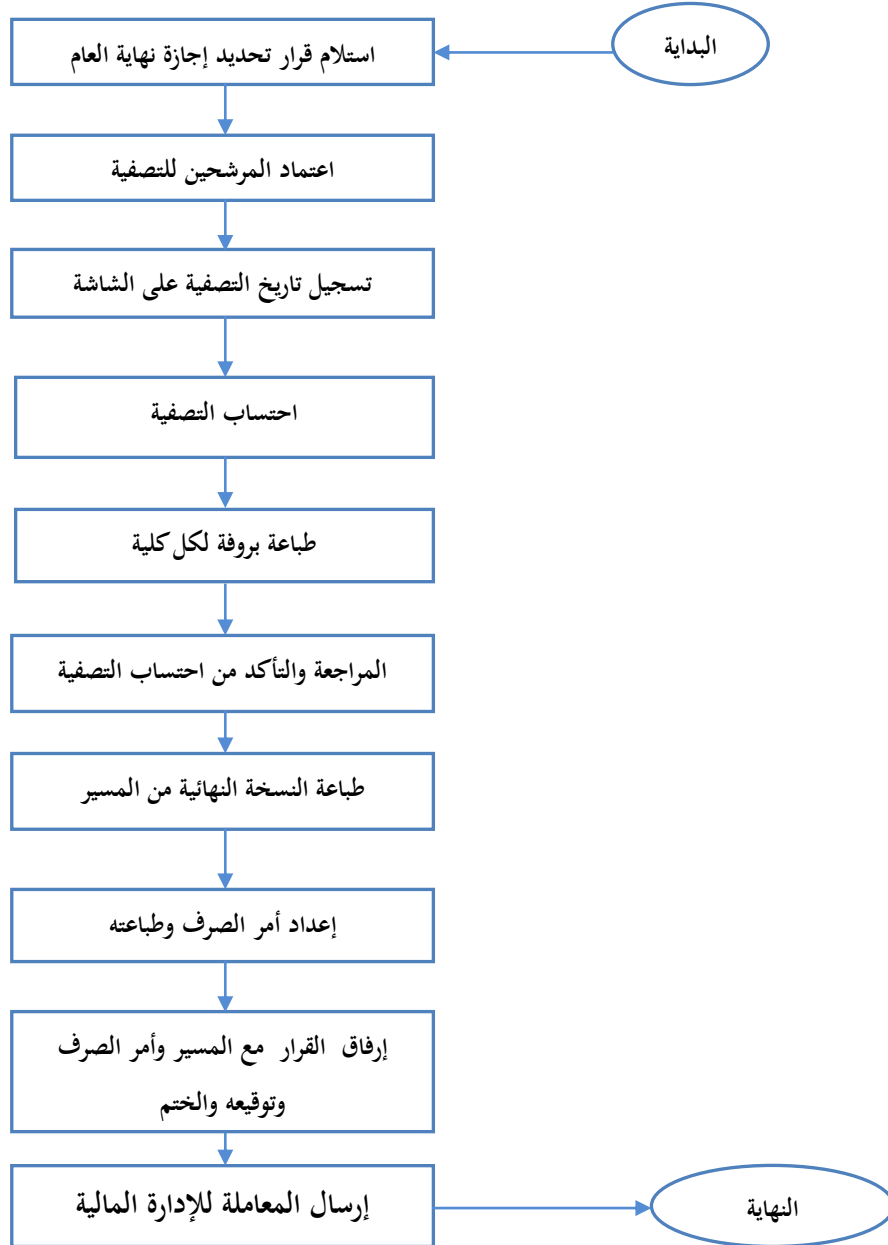 البداية
استلام قرار تحديد إجازة نهاية العام
اعتماد المرشحين للتصفية
تسجيل تاريخ التصفية على الشاشة
احتساب التصفية
طباعة بروفة لكل كلية
المراجعة والتأكد من احتساب التصفية
طباعة النسخة النهائية من المسير
إعداد أمر الصرف وطباعته
إرفاق القرار مع المسير وأمر الصرف
وتوقيعه والختم
إرسال المعاملة للإدارة المالية
النهاية